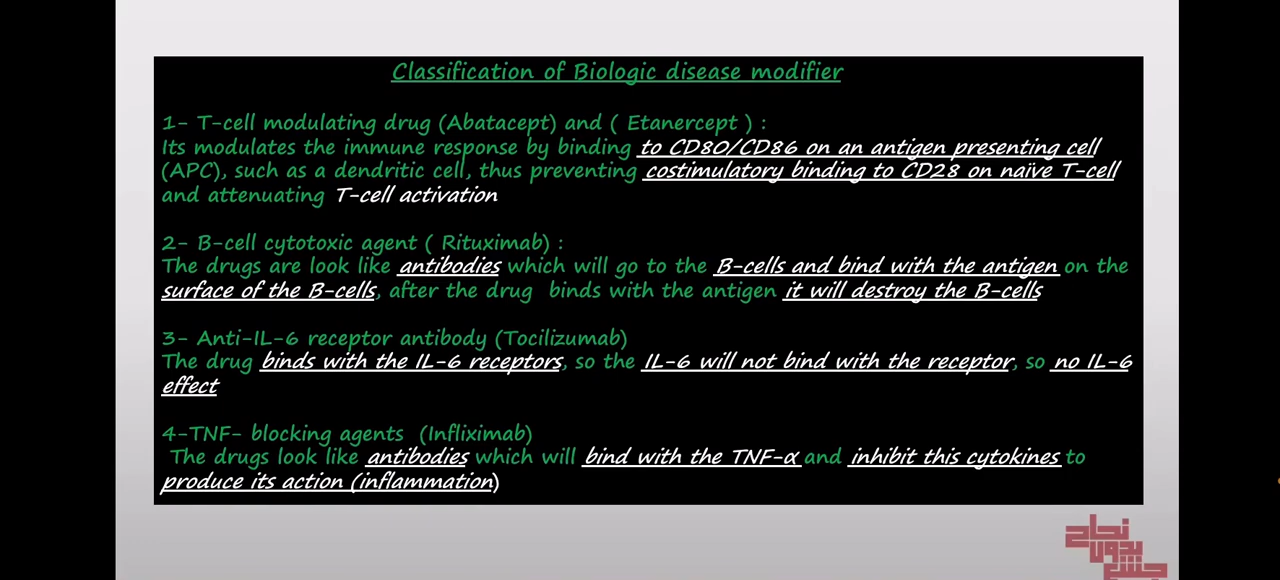 Classification of Biologic disease modifier
1- T-cell modulating drug (Abatacept) and ( Etanercept ) :
Its modulates the immune response by binding to CD80/CD86 on an antigen presenting cell
(APC), such as a dendritic cell, thus preventing costimulatory binding to CD28 on naïve T-cell
and attenuating T-cell activation
2- B-cell cytotoxic agent ( Rituximab) :
The drugs are look like antibodies which will go to the B-cells and bind with the antigen on the
surface of the B-cells, after the drug binds with the antigen it will destroy the B-cells
3- Anti-IL-6 receptor antibody (Tocilizumab)
The drug binds with the IL-6 receptors, so the IL-6 will not bind with the receptor, so no IL-6
effect
4-TNF- blocking agents (Infliximab)
The drugs look like antibodies which will bind with the TNF-α and inhibit this cytokines to
produce its action (inflammation)
نجاح
بدون